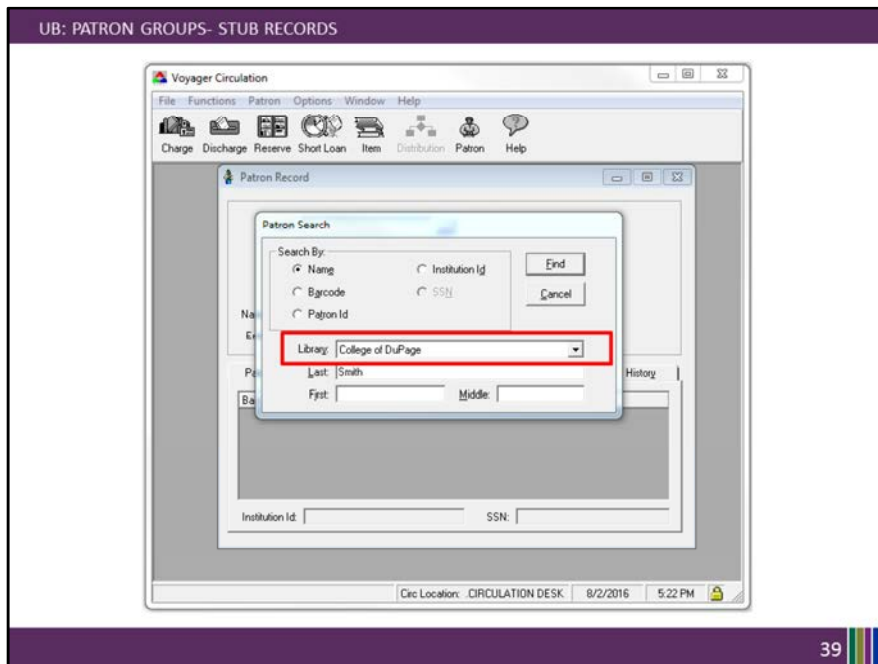 UB: PATRON GROUPS- STUB RECORDS
Voyager Circulation
File Functions Patron Options Window Help
Charge Discharge Reserve Short Loan Item Distribution Patron Help
Patron Record
Patron Search
Search By:
Name Institution Id Find
Barcode SSN Cancel
Patron Id
Na
Library: College of DuPage
Pa Last: Smith History
First: Middle:
Ba
Institution Id: SSN:
Circ Location: .CIRCULATION DESK 8/2/2016 5:22 PM
39